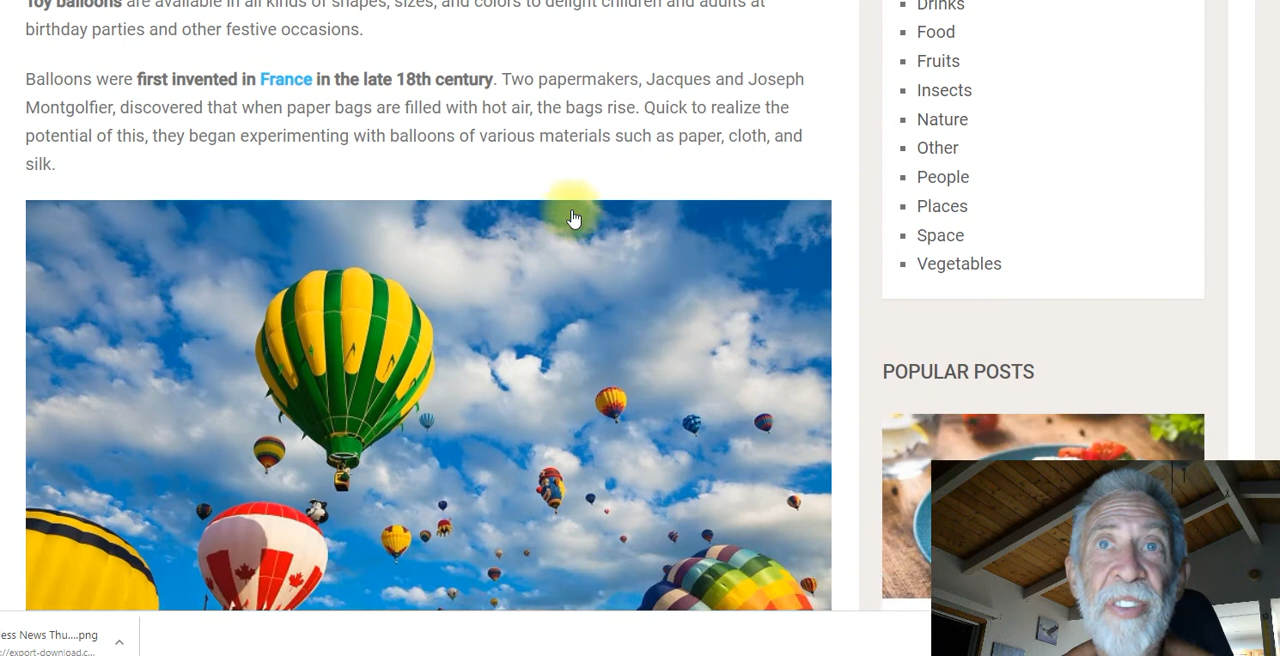 Toy balloons are available in all kinds of shapes, sizes, and colors to delight children and adults at
birthday parties and other festive occasions.
Balloons were first invented in France in the late 18th century. Two papermakers, Jacques and Joseph
Montgolfier, discovered that when paper bags are filled with hot air, the bags rise. Quick to realize the
potential of this, they began experimenting with balloons of various materials such as paper, cloth, and
silk.
Drinks
Food
Fruits
Insects
Nature
Other
People
Places
Space
Vegetables
POPULAR POSTS
ess News Thu....png
://export-download.c...